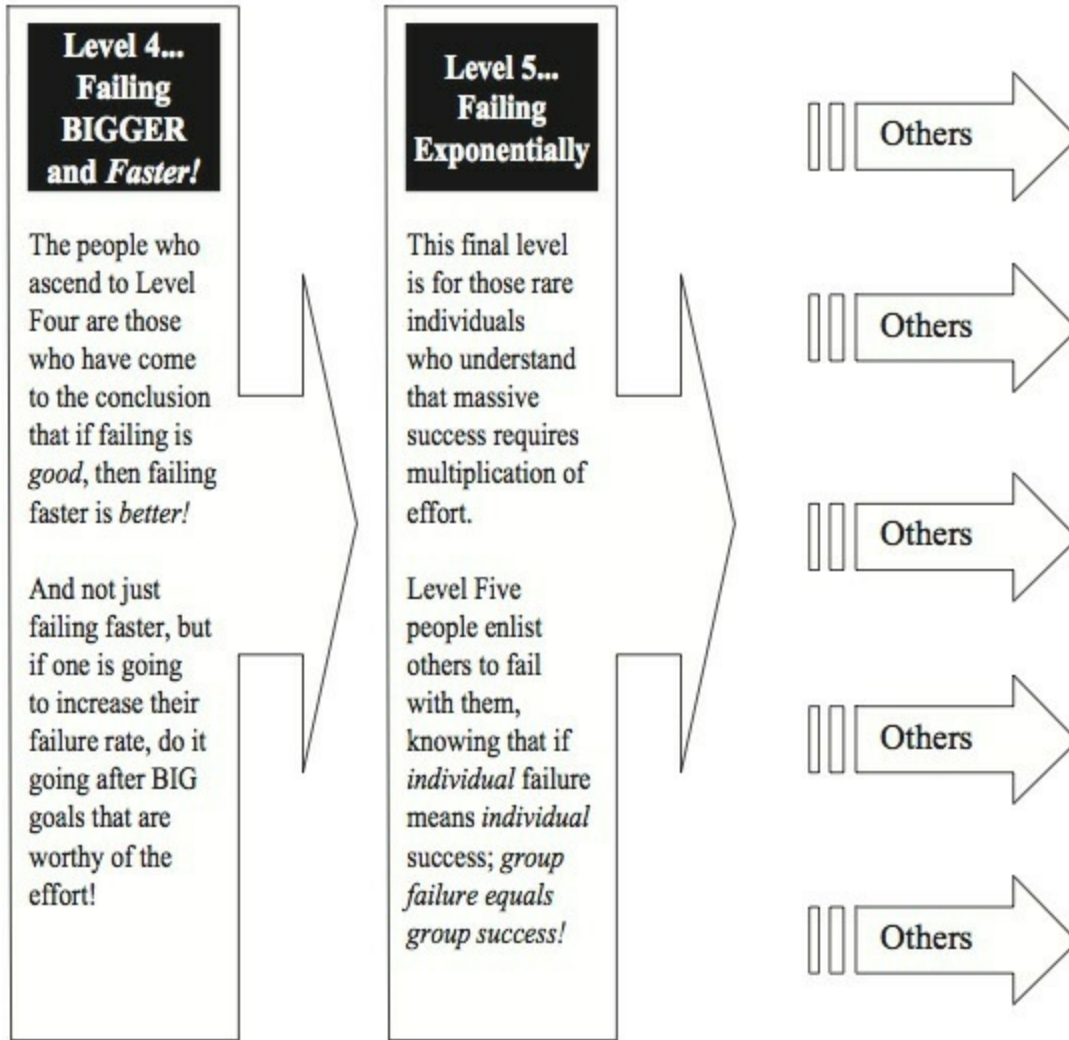 Level 4...
Failing
BIGGER
and Faster!
The people who
ascend to Level
Four are those
who have come
to the conclusion
that if failing is
good, then failing
faster is better!
And not just
failing faster, but
if one is going
to increase their
failure rate, do it
going after BIG
goals that are
worthy of the
effort!
Level 5...
Failing
Exponentially
This final level
is for those rare
individuals
who understand
that massive
success requires
multiplication of
effort.
Level Five
people enlist
others to fail
with them,
knowing that if
individual failure
means individual
success; group
failure equals
group success!
Others
Others
Others
Others
Others